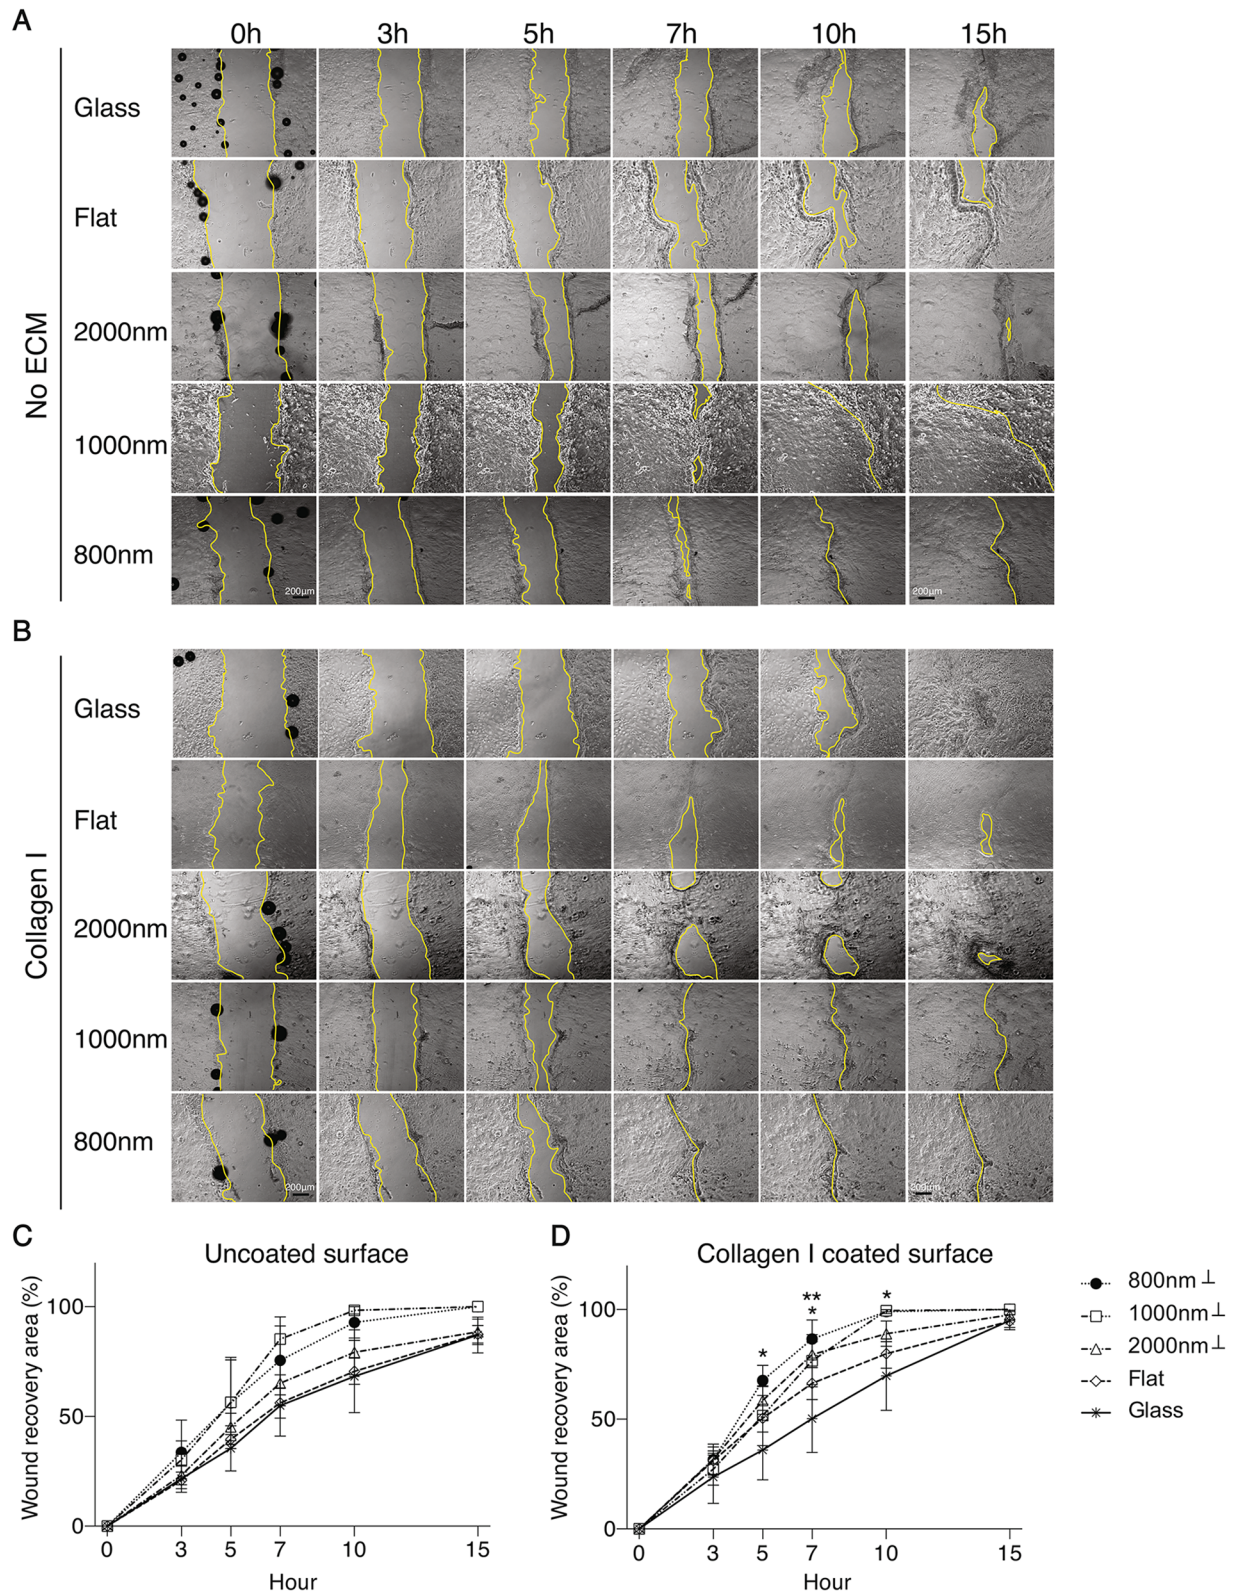 A
0h 3h 5h 7h 10h 15h
No ECM
Glass
Flat
2000nm
1000nm
800nm
200µm
200µm
B
Collagen I
Glass
Flat
2000nm
1000nm
800nm
200µm
200µm
C
Uncoated surface
Wound recovery area (%)
100
50
0
0 3 5 7 10 15
Hour
D
Collagen I coated surface
Wound recovery area (%)
100
50
0
* ** * *
0 3 5 7 10 15
Hour
800nm ⊥
1000nm ⊥
2000nm ⊥
Flat
Glass